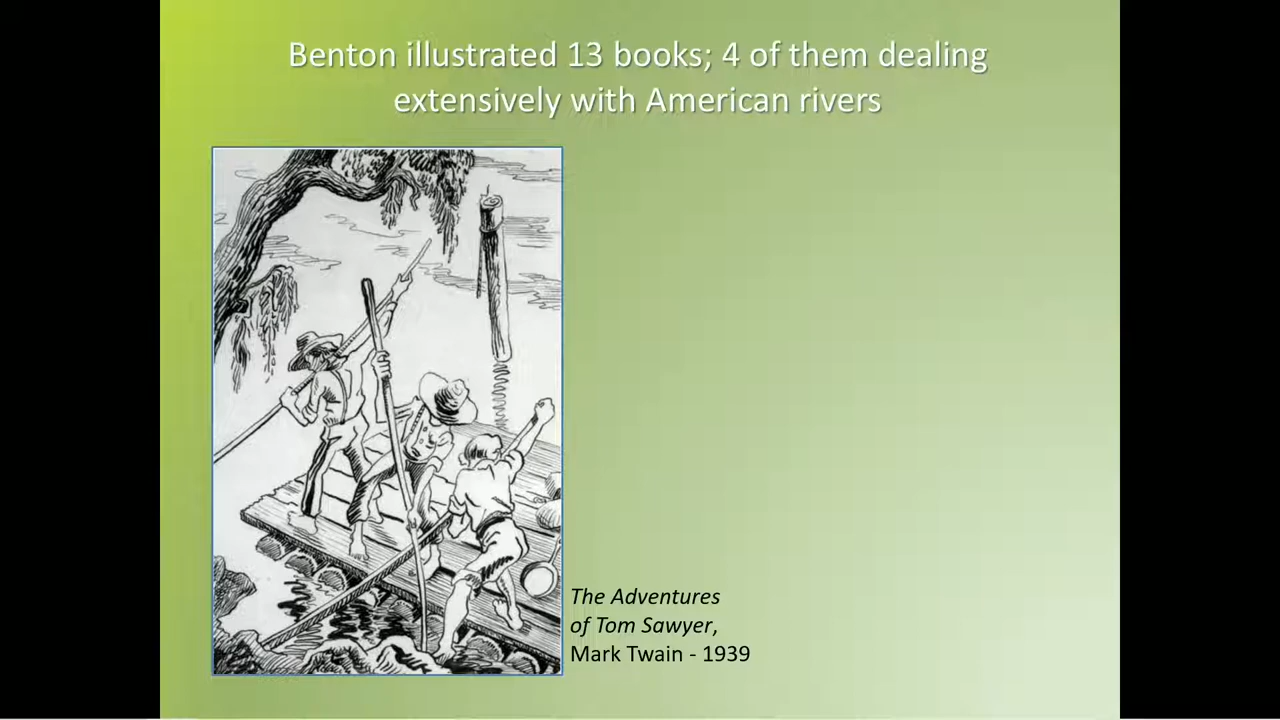 Benton illustrated 13 books; 4 of them dealing
extensively with American rivers
The Adventures
of Tom Sawyer,
Mark Twain - 1939